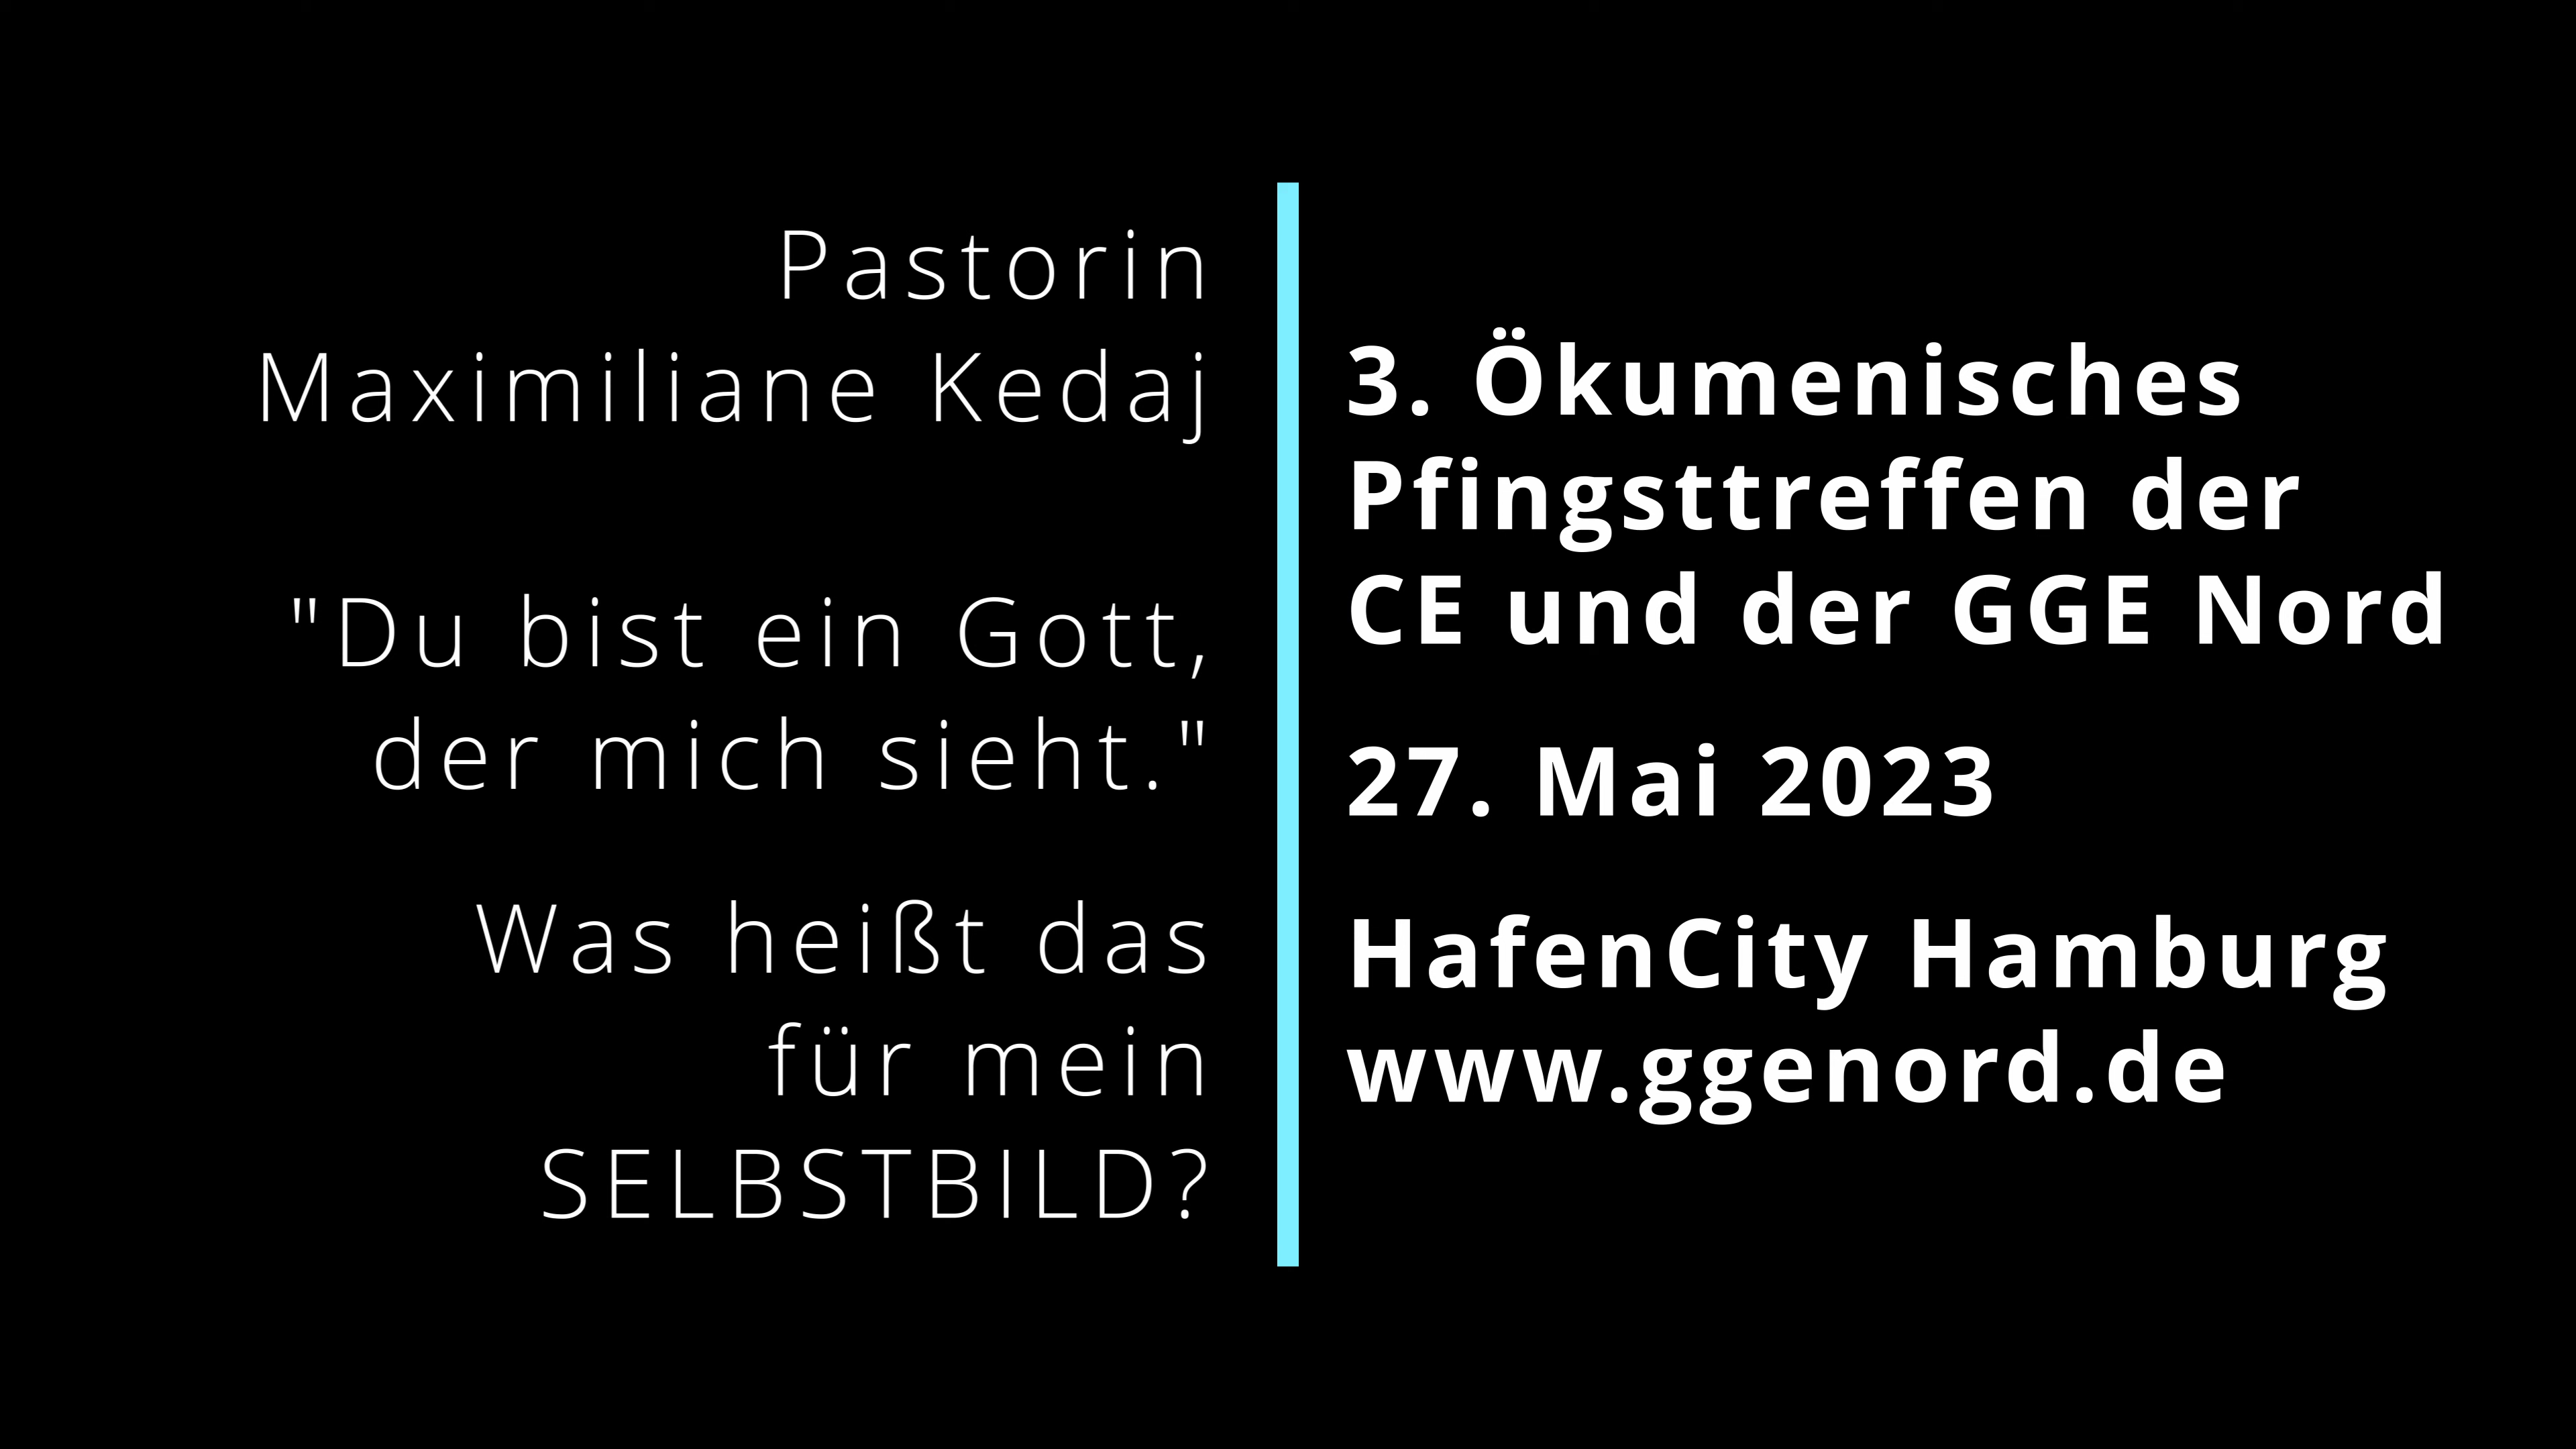 Pastorin
Maximiliane Kedaj
"Du bist ein Gott,
der mich sieht."
Was heißt das
für mein
SELBSTBILD?
3. Ökumenisches
Pfingsttreffen der
CE und der GGE Nord
27. Mai 2023
HafenCity Hamburg
www.ggenord.de